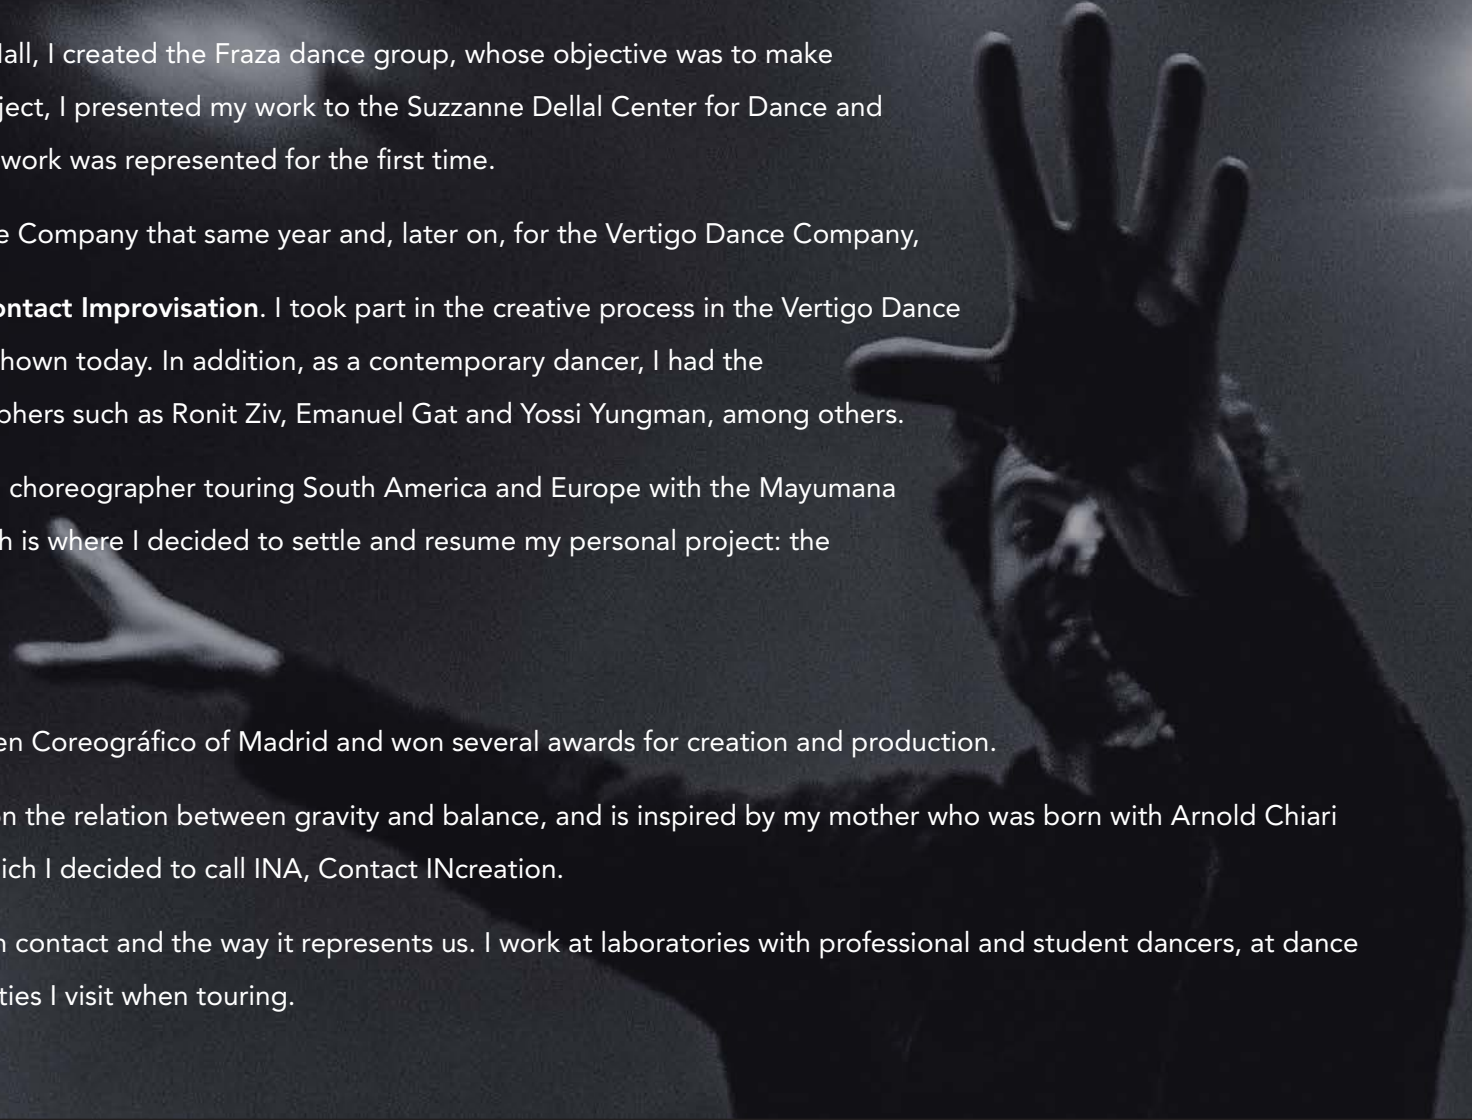 Hall, I created the Fraza dance group, whose objective was to make
ject, I presented my work to the Suzzanne Dellal Center for Dance and
work was represented for the first time.
e Company that same year and, later on, for the Vertigo Dance Company,
ontact Improvisation. I took part in the creative process in the Vertigo Dance
hown today. In addition, as a contemporary dancer, I had the
phers such as Ronit Ziv, Emanuel Gat and Yossi Yungman, among others.
choreographer touring South America and Europe with the Mayumana
h is where I decided to settle and resume my personal project: the
en Coreográfico of Madrid and won several awards for creation and production.
on the relation between gravity and balance, and is inspired by my mother who was born with Arnold Chiari
ich I decided to call INA, Contact INcreation.
n contact and the way it represents us. I work at laboratories with professional and student dancers, at dance
ties I visit when touring.